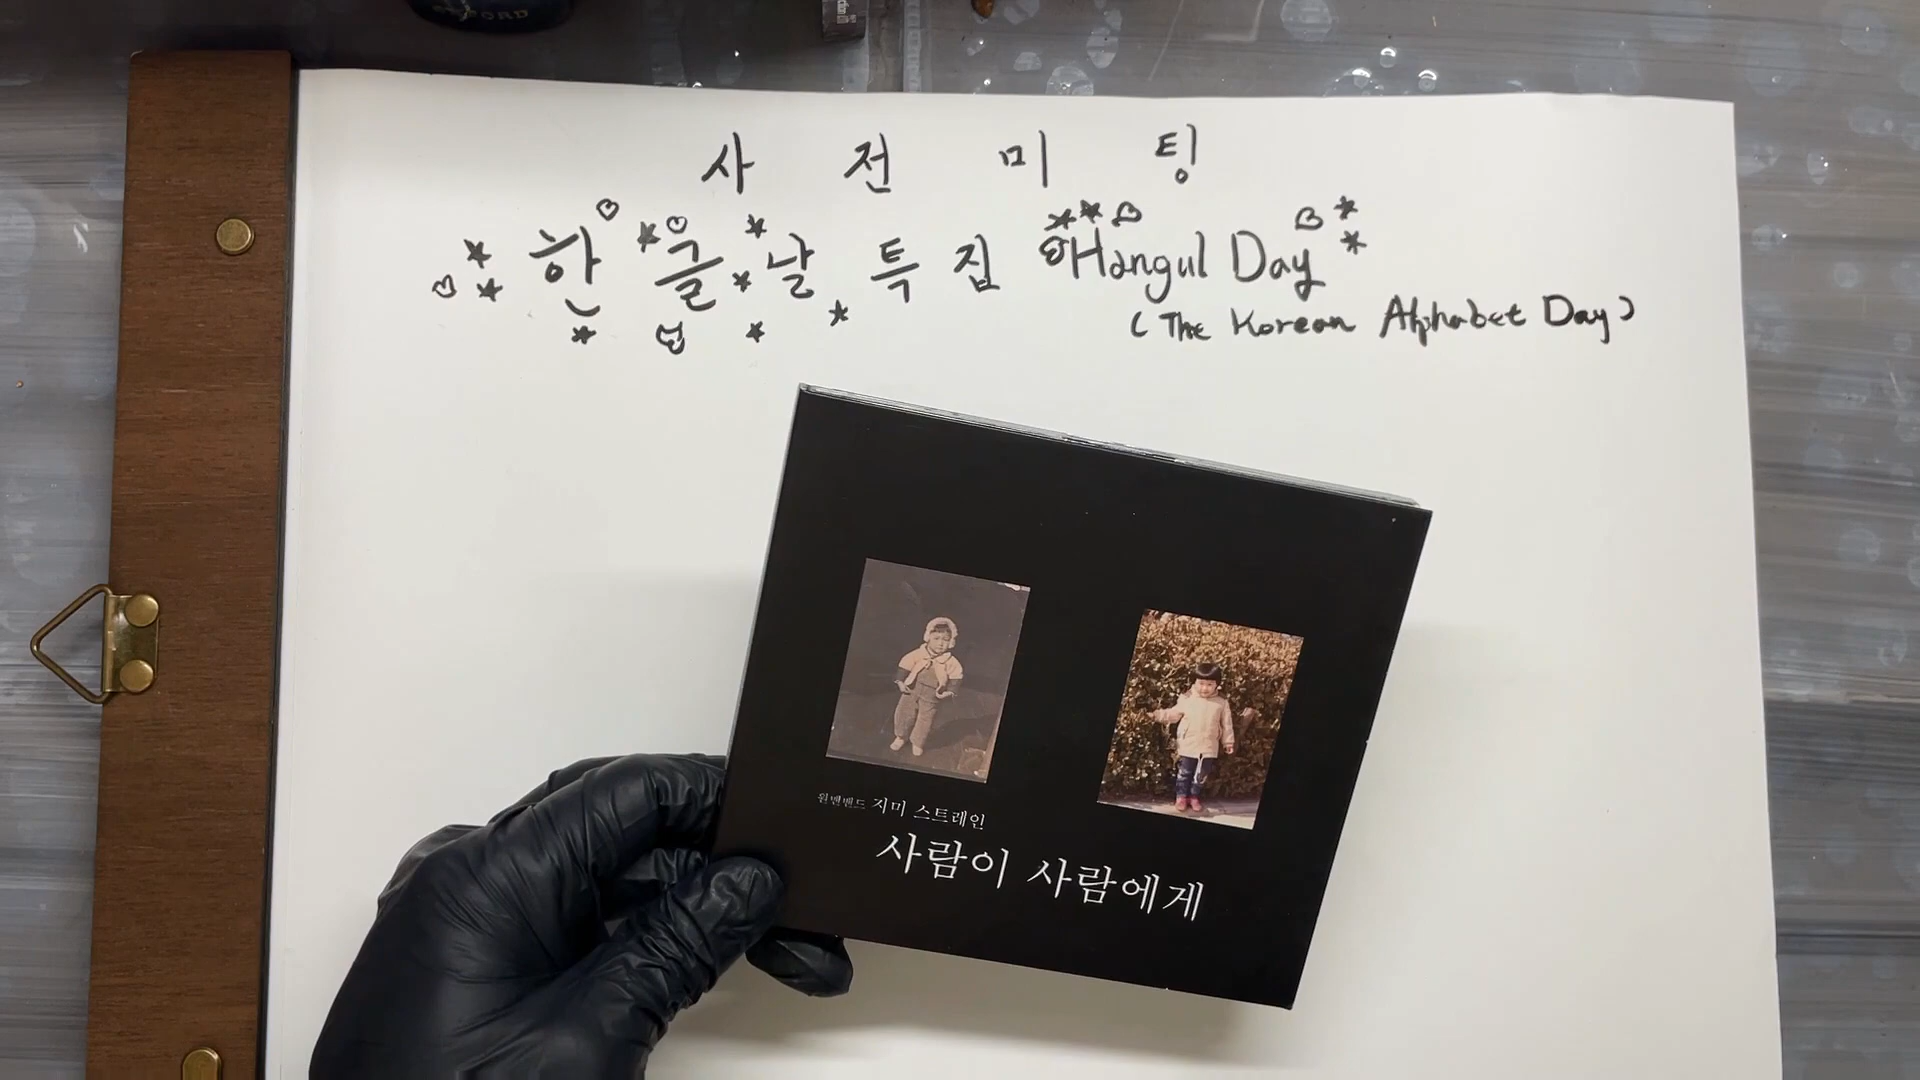 사 전 미 팅
한 글 날 특 집 Hangul Day
(The Korean Alphabet Day)
원맨밴드 지미 스트레인
사람이 사람에게